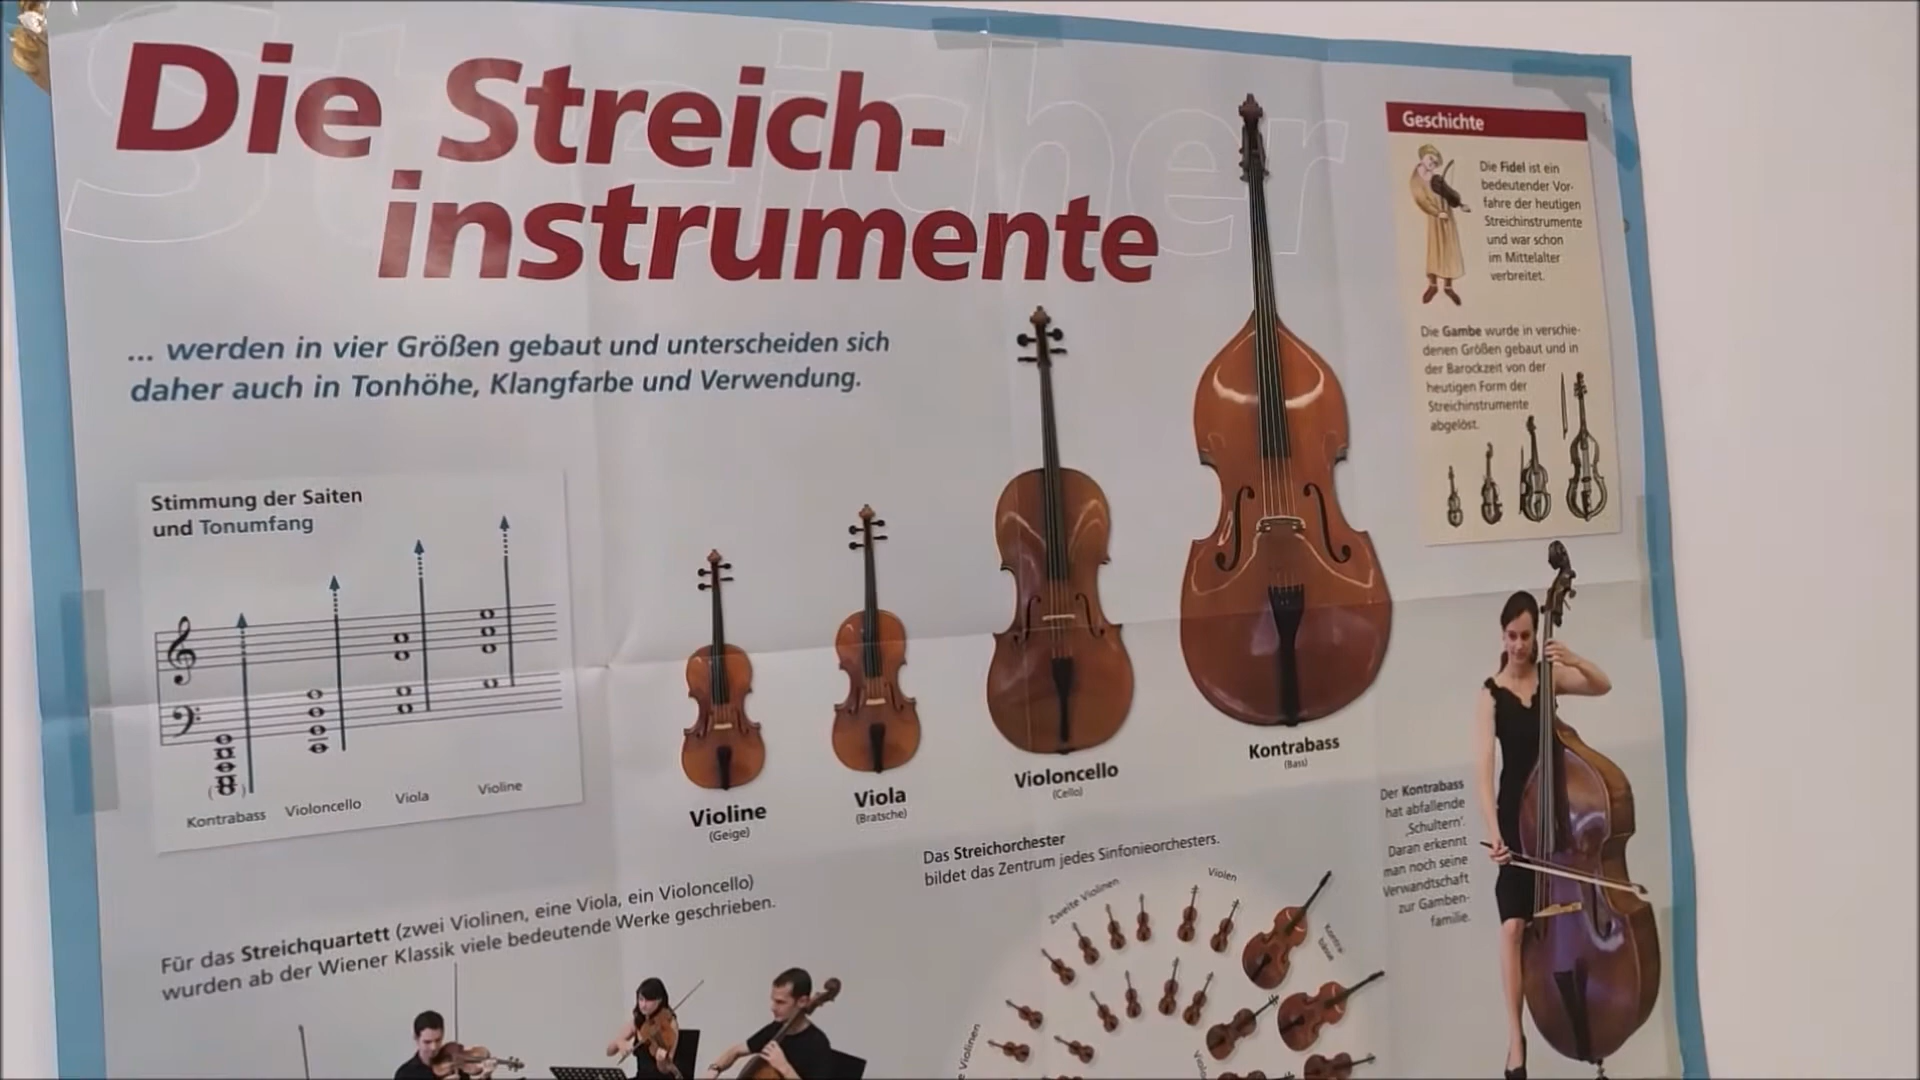 Streicher
Die Streich-
instrumente
... werden in vier Größen gebaut und unterscheiden sich
daher auch in Tonhöhe, Klangfarbe und Verwendung.
Stimmung der Saiten
und Tonumfang
Kontrabass
Violoncello
Viola
Violine
Violine
(Geige)
Viola
(Bratsche)
Violoncello
(Cello)
Kontrabass
(Bass)
Geschichte
Die Fidel ist ein
bedeutender Vor-
fahre der heutigen
Streichinstrumente
und war schon
im Mittelalter
verbreitet.
Die Gambe wurde in verschie-
denen Größen gebaut und in
der Barockzeit von der
heutigen Form der
Streichinstrumente
abgelöst.
Der Kontrabass
hat abfallende
‚Schultern'.
Daran erkennt
man noch seine
Verwandtschaft
zur Gamben-
familie.
Für das Streichquartett (zwei Violinen, eine Viola, ein Violoncello)
wurden ab der Wiener Klassik viele bedeutende Werke geschrieben.
Das Streichorchester
bildet das Zentrum jedes Sinfonieorchesters.
Zweite Violinen
Violen
Kontra-
bässe
Violinen